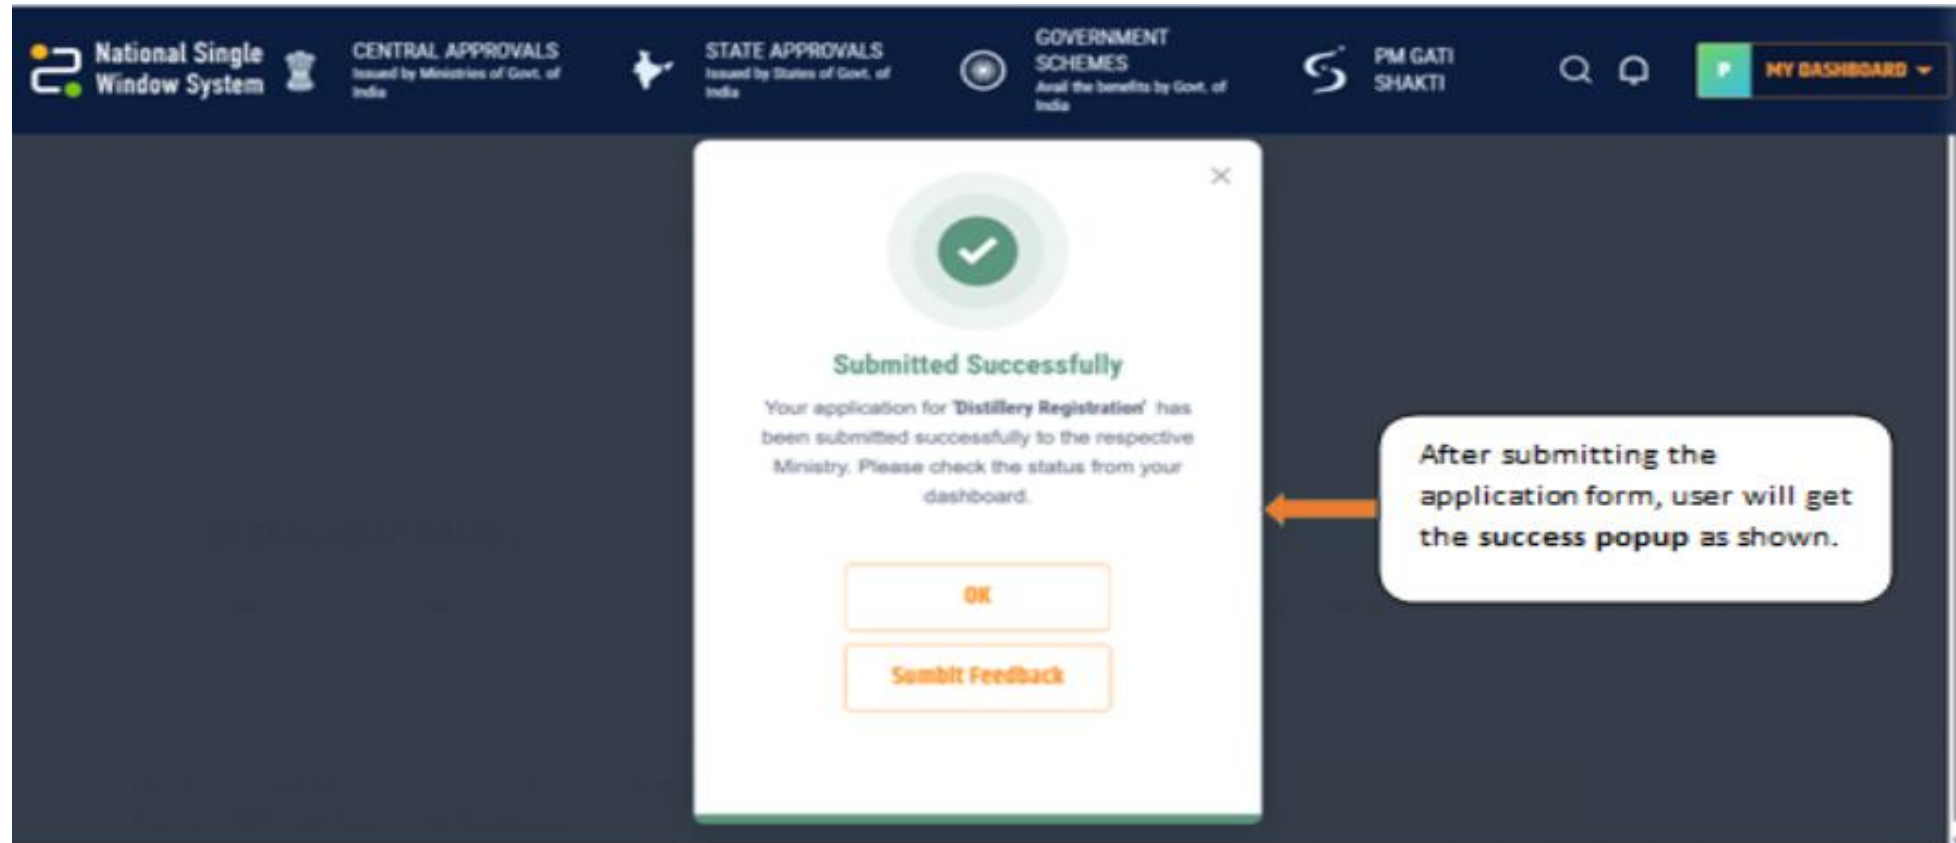 National Single
Window System
CENTRAL APPROVALS
Issued by Ministries of Govt. of
India
STATE APPROVALS
Issued by States of Govt. of
India
GOVERNMENT
SCHEMES
Avail the benefits by Govt. of
India
PM GATI
SHAKTI
P
MY DASHBOARD
Submitted Successfully
Your application for 'Distillery Registration' has
been submitted successfully to the respective
Ministry. Please check the status from your
dashboard.
OK
Sumbit Feedback
After submitting the
application form, user will get
the success popup as shown.